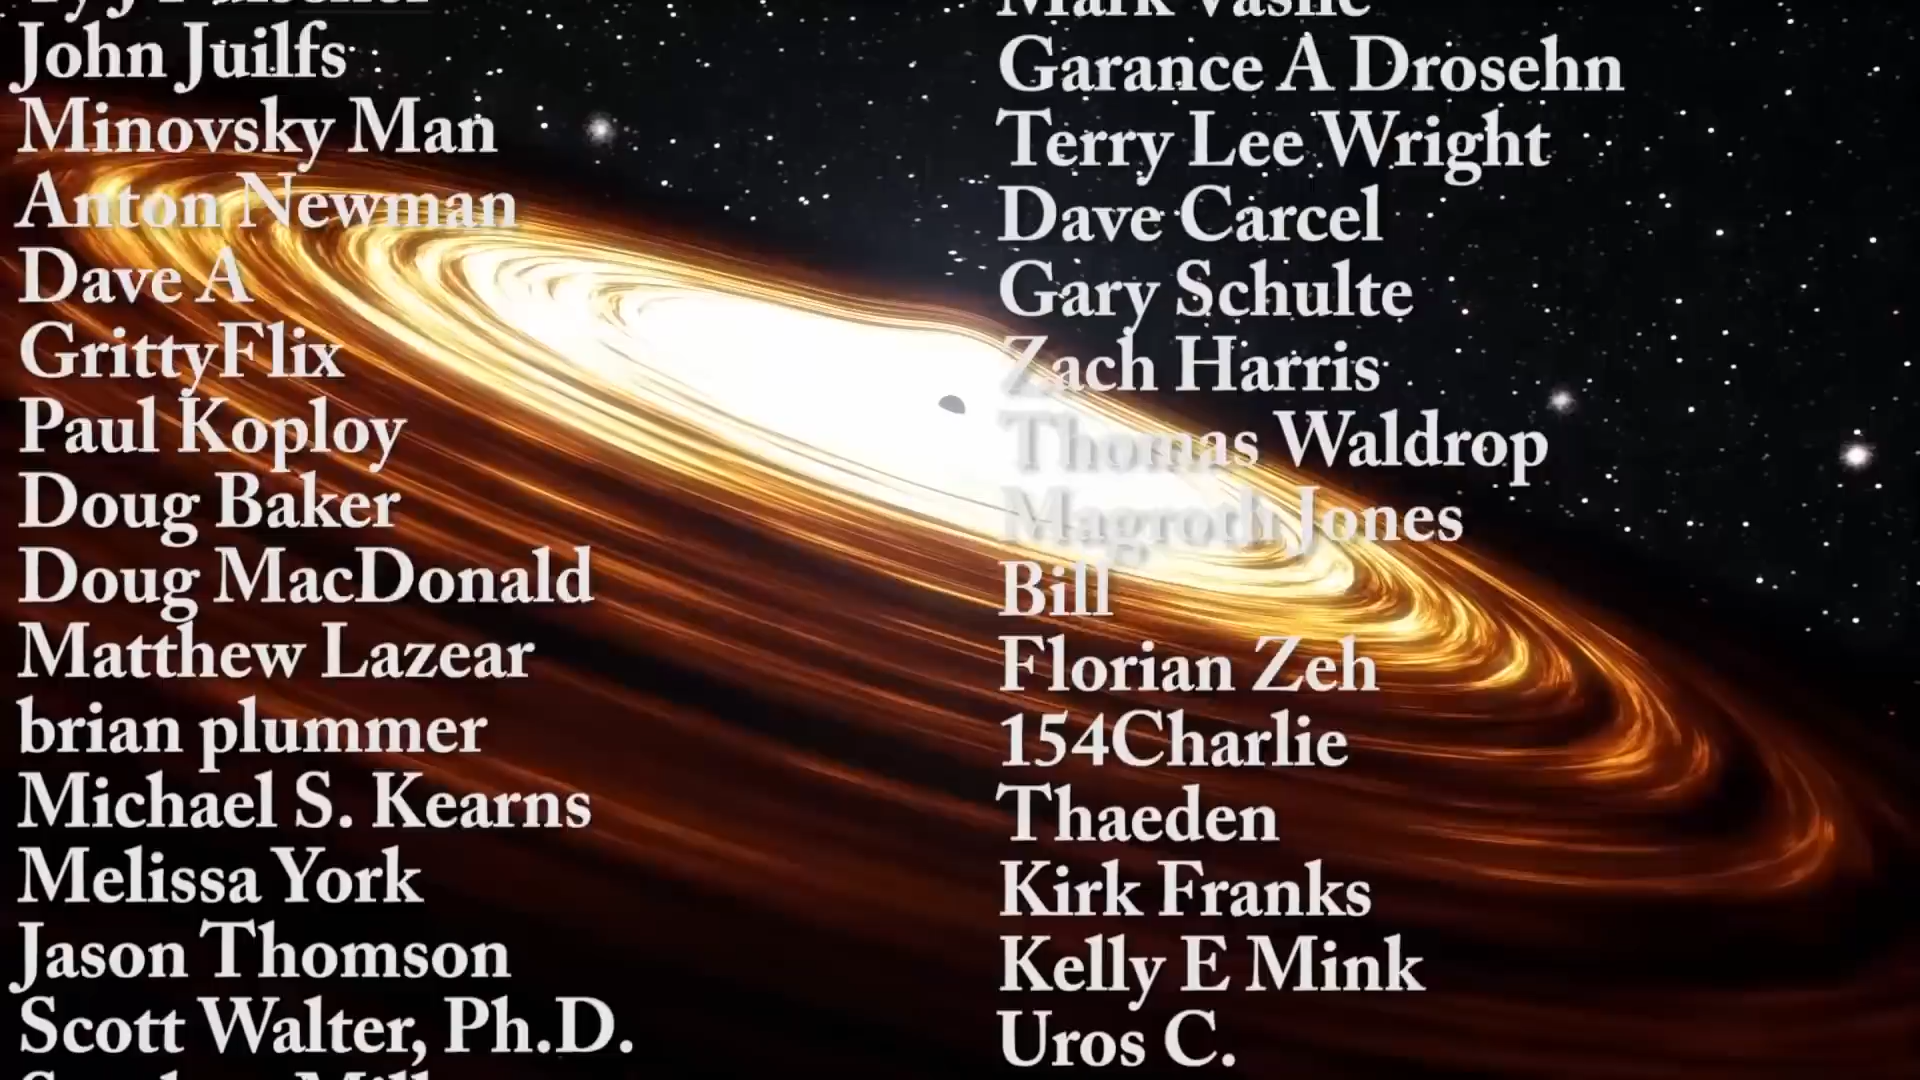 John Juilfs
Minovsky Man
Anton Newman
Dave A
GrittyFlix
Paul Koploy
Doug Baker
Doug MacDonald
Matthew Lazear
brian plummer
Michael S. Kearns
Melissa York
Jason Thomson
Scott Walter, Ph.D.
Mark Vasile
Garance A Drosehn
Terry Lee Wright
Dave Carcel
Gary Schulte
Zach Harris
Thomas Waldrop
Magroth Jones
Bill
Florian Zeh
154Charlie
Thaeden
Kirk Franks
Kelly E Mink
Uros C.